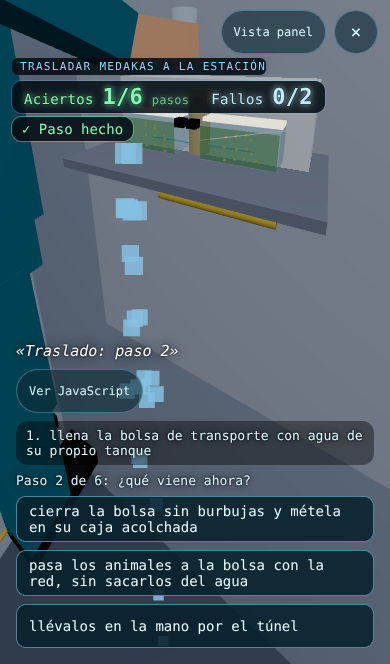 Vista panel
×
TRASLADAR MEDAKAS A LA ESTACIÓN
Aciertos 1/6 pasos Fallos 0/2
✓ Paso hecho
«Traslado: paso 2»
Ver JavaScript
1. llena la bolsa de transporte con agua de
su propio tanque
Paso 2 de 6: ¿qué viene ahora?
cierra la bolsa sin burbujas y métela
en su caja acolchada
pasa los animales a la bolsa con la
red, sin sacarlos del agua
llévalos en la mano por el túnel